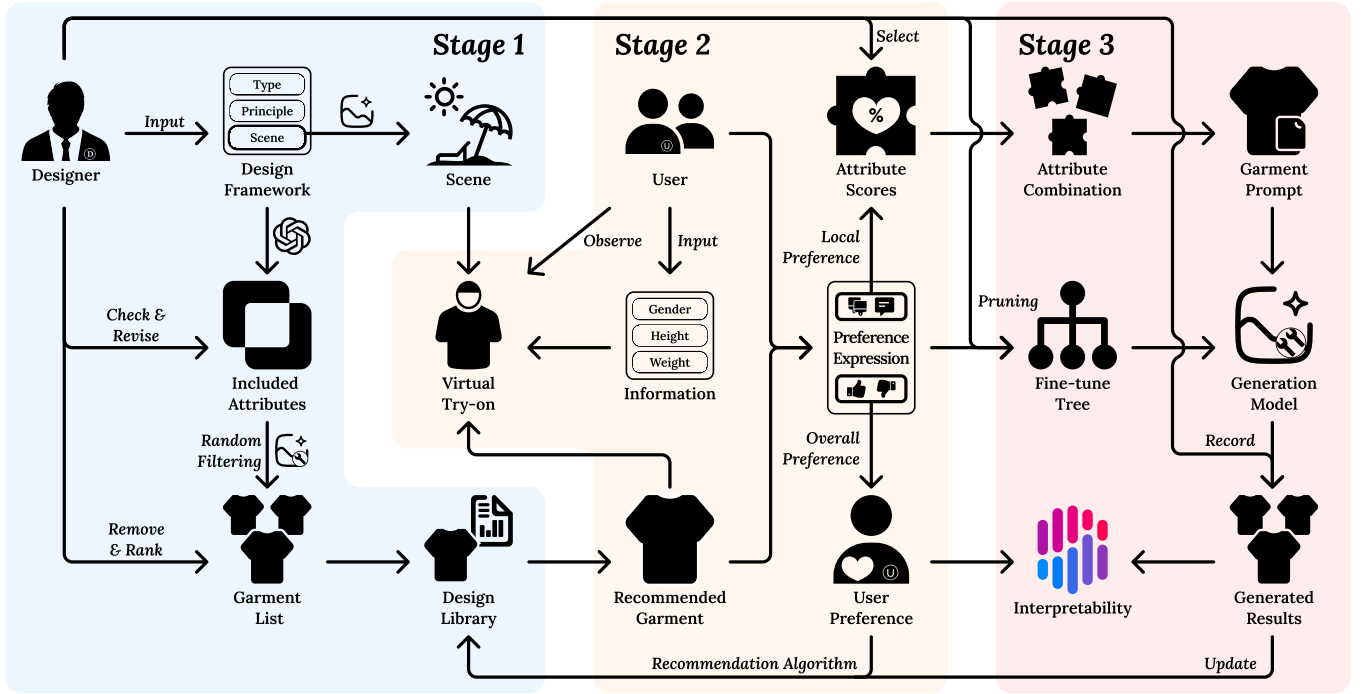 Stage 1
Stage 2
Stage 3
Select
Type
Principle
Scene
Input
%
D
U
Designer
Design
Framework
Scene
User
Attribute
Scores
Attribute
Combination
Garment
Prompt
Observe
Input
Local
Preference
Check &
Revise
Gender
Height
Weight
Pruning
Preference
Expression
Included
Attributes
Virtual
Try-on
Information
Fine-tune
Tree
Generation
Model
Random
Filtering
Overall
Preference
Record
Remove
& Rank
U
Garment
List
Design
Library
Recommended
Garment
User
Preference
Interpretability
Generated
Results
Recommendation Algorithm
Update